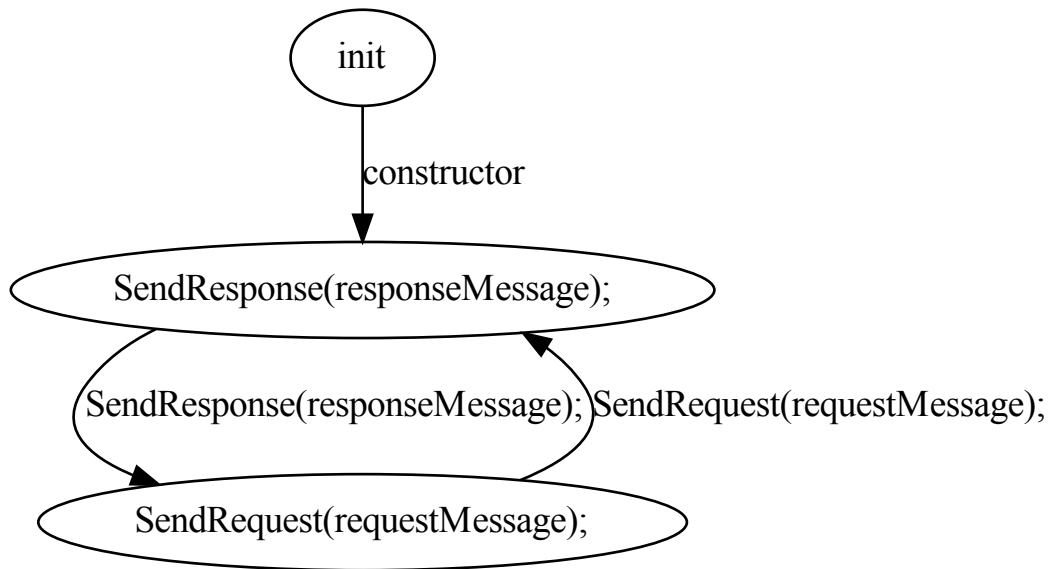 init
constructor
SendResponse(responseMessage);
SendResponse(responseMessage); SendRequest(requestMessage);
SendRequest(requestMessage);